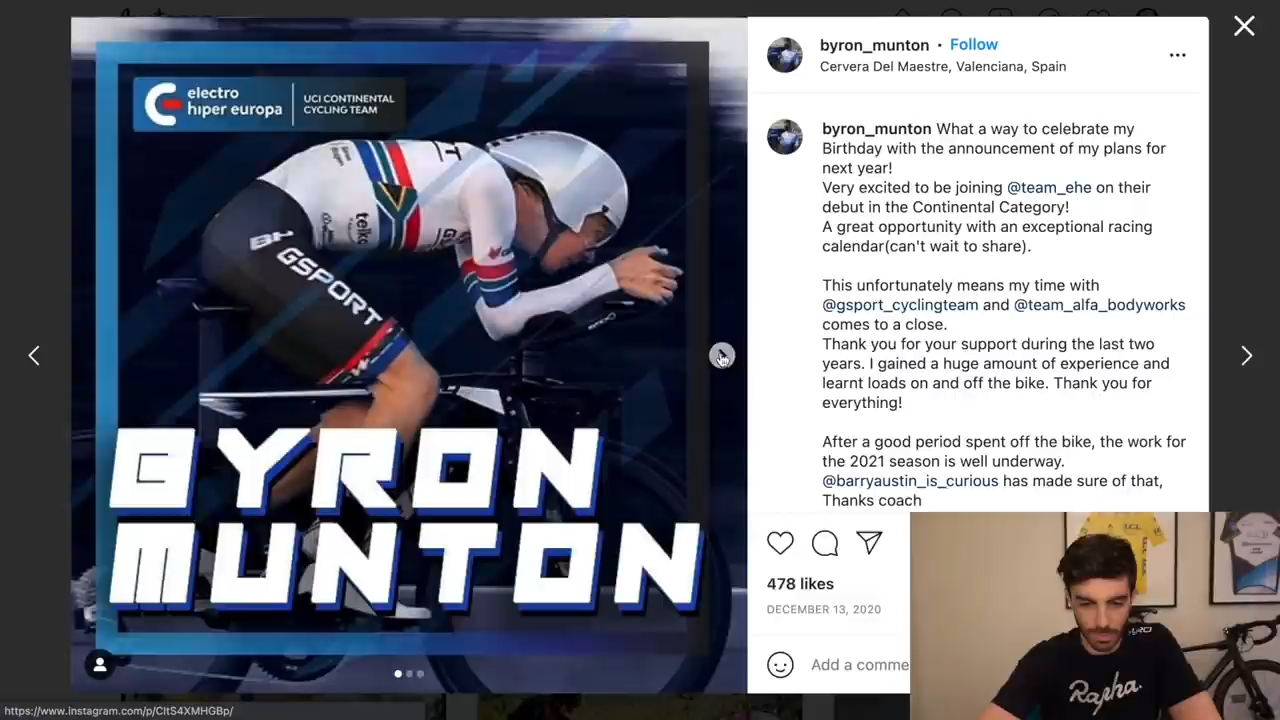 electro
hiper europa
UCI CONTINENTAL
CYCLING TEAM
GSPORT
BYRON
MUNTON
byron_munton • Follow
Cervera Del Maestre, Valenciana, Spain
byron_munton What a way to celebrate my
Birthday with the announcement of my plans for
next year!
Very excited to be joining @team_ehe on their
debut in the Continental Category!
A great opportunity with an exceptional racing
calendar(can't wait to share).
This unfortunately means my time with
@gsport_cyclingteam and @team_alfa_bodyworks
comes to a close.
Thank you for your support during the last two
years. I gained a huge amount of experience and
learnt loads on and off the bike. Thank you for
everything!
After a good period spent off the bike, the work for
the 2021 season is well underway.
@barryaustin_is_curious has made sure of that,
Thanks coach
478 likes
DECEMBER 13, 2020
Add a comme
Rapha.
https://www.instagram.com/p/CItS4XMHGBp/